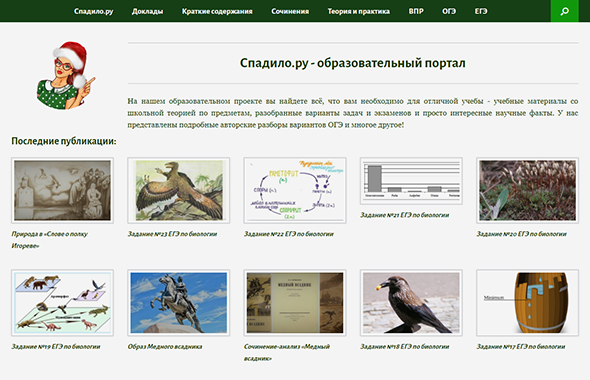 Спадило.ру Доклады Краткие содержания Сочинения Теория и практика ВПР ОГЭ ЕГЭ
Спадило.ру - образовательный портал
На нашем образовательном проекте вы найдете всё, что вам необходимо для отличной учебы - учебные материалы со
школьной теорией по предметам, разобранные варианты задач и экзаменов и просто интересные научные факты. У нас
представлены подробные авторские разборы вариантов ОГЭ и многое другое!
Последние публикации:
Природа в «Слове о полку
Игореве»
Задание №23 ЕГЭ по биологии
Задание №22 ЕГЭ по биологии
Задание №21 ЕГЭ по биологии
Задание №20 ЕГЭ по биологии
МЕДНЫЙ
ВСАДНИК
Задание №19 ЕГЭ по биологии
Образ Медного всадника
Сочинение-анализ «Медный
всадник»
Задание №18 ЕГЭ по биологии
Задание №17 ЕГЭ по биологии